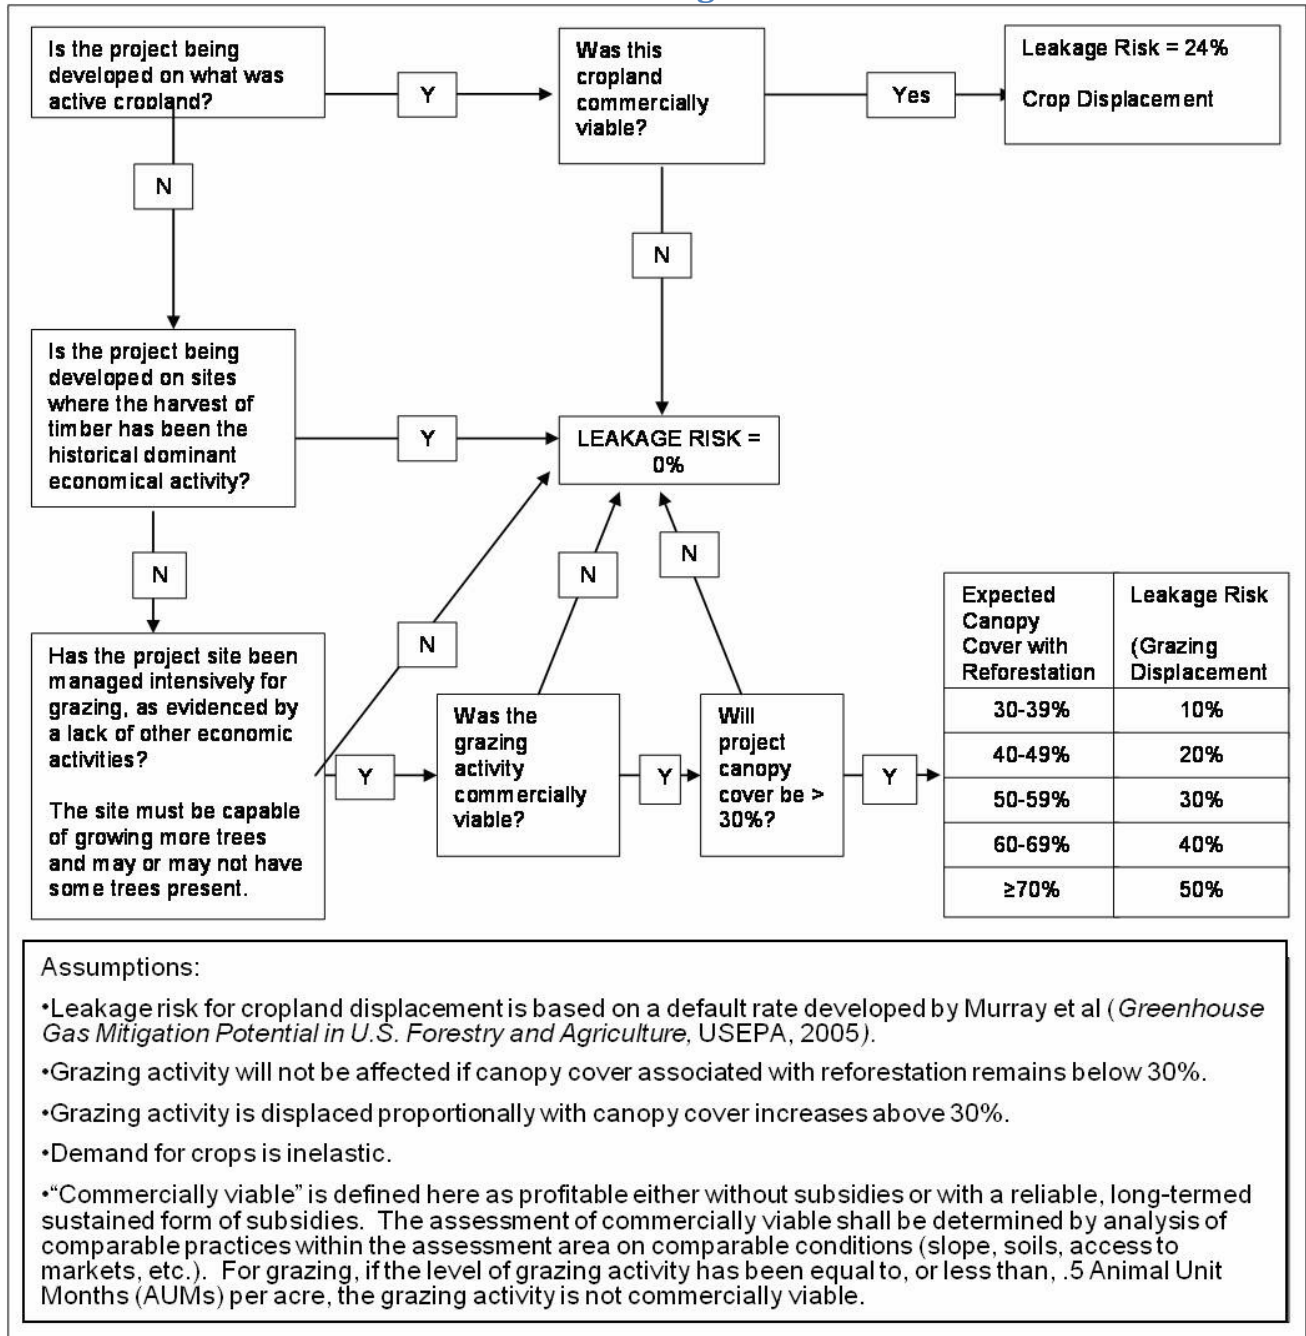 Is the project being
developed on what was
active cropland?
Y
Was this
cropland
commercially
viable?
Yes
Leakage Risk = 24%
Crop Displacement
N
N
Is the project being
developed on sites
where the harvest of
timber has been the
historical dominant
economical activity?
Y
LEAKAGE RISK =
0%
N
N
N
N
Has the project site been
managed intensively for
grazing, as evidenced by
a lack of other economic
activities?
The site must be capable
of growing more trees
and may or may not have
some trees present.
Y
Was the
grazing
activity
commercially
viable?
Y
Will
project
canopy
cover be >
30%?
Y
Expected
Canopy
Cover with
Reforestation
Leakage Risk
(Grazing
Displacement
30-39%
10%
40-49%
20%
50-59%
30%
60-69%
40%
≥70%
50%
Assumptions:
•Leakage risk for cropland displacement is based on a default rate developed by Murray et al (Greenhouse
Gas Mitigation Potential in U.S. Forestry and Agriculture, USEPA, 2005).
•Grazing activity will not be affected if canopy cover associated with reforestation remains below 30%.
•Grazing activity is displaced proportionally with canopy cover increases above 30%.
•Demand for crops is inelastic.
•“Commercially viable” is defined here as profitable either without subsidies or with a reliable, long-termed
sustained form of subsidies.  The assessment of commercially viable shall be determined by analysis of
comparable practices within the assessment area on comparable conditions (slope, soils, access to
markets, etc.).  For grazing, if the level of grazing activity has been equal to, or less than, .5 Animal Unit
Months (AUMs) per acre, the grazing activity is not commercially viable.